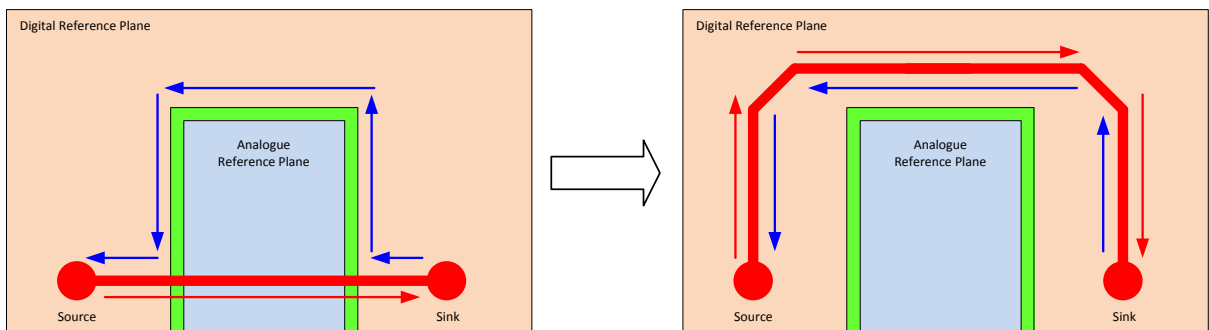 Digital Reference Plane
Analogue
Reference Plane
Source
Sink
Digital Reference Plane
Analogue
Reference Plane
Source
Sink